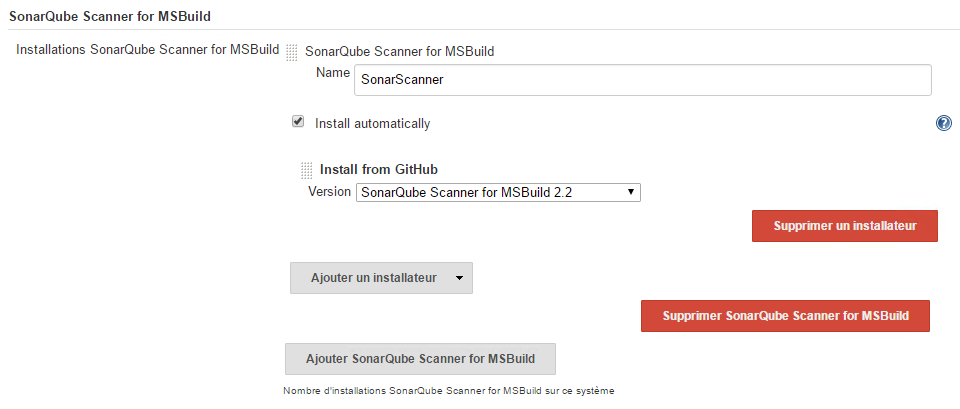 SonarQube Scanner for MSBuild
Installations SonarQube Scanner for MSBuild
SonarQube Scanner for MSBuild
Name
SonarScanner
Install automatically
?
Install from GitHub
Version
SonarQube Scanner for MSBuild 2.2
Supprimer un installateur
Ajouter un installateur
Supprimer SonarQube Scanner for MSBuild
Ajouter SonarQube Scanner for MSBuild
Nombre d'installations SonarQube Scanner for MSBuild sur ce système